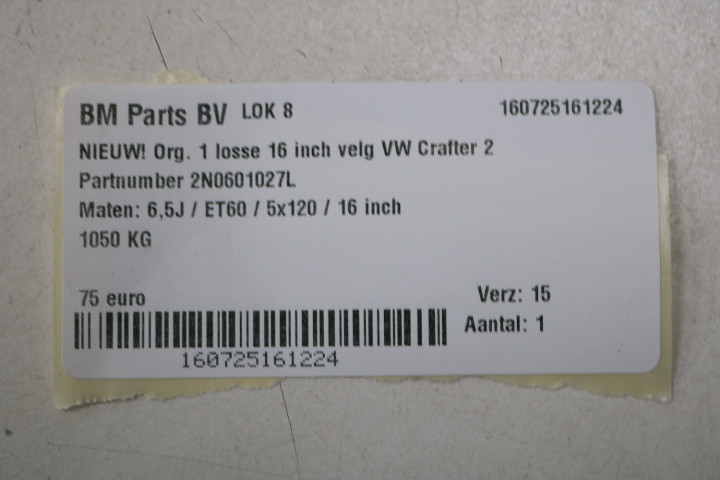 BM Parts BV LOK 8 160725161224
NIEUW! Org. 1 losse 16 inch velg VW Crafter 2
Partnumber 2N0601027L
Maten: 6,5J / ET60 / 5x120 / 16 inch
1050 KG
75 euro Verz: 15
Aantal: 1
160725161224